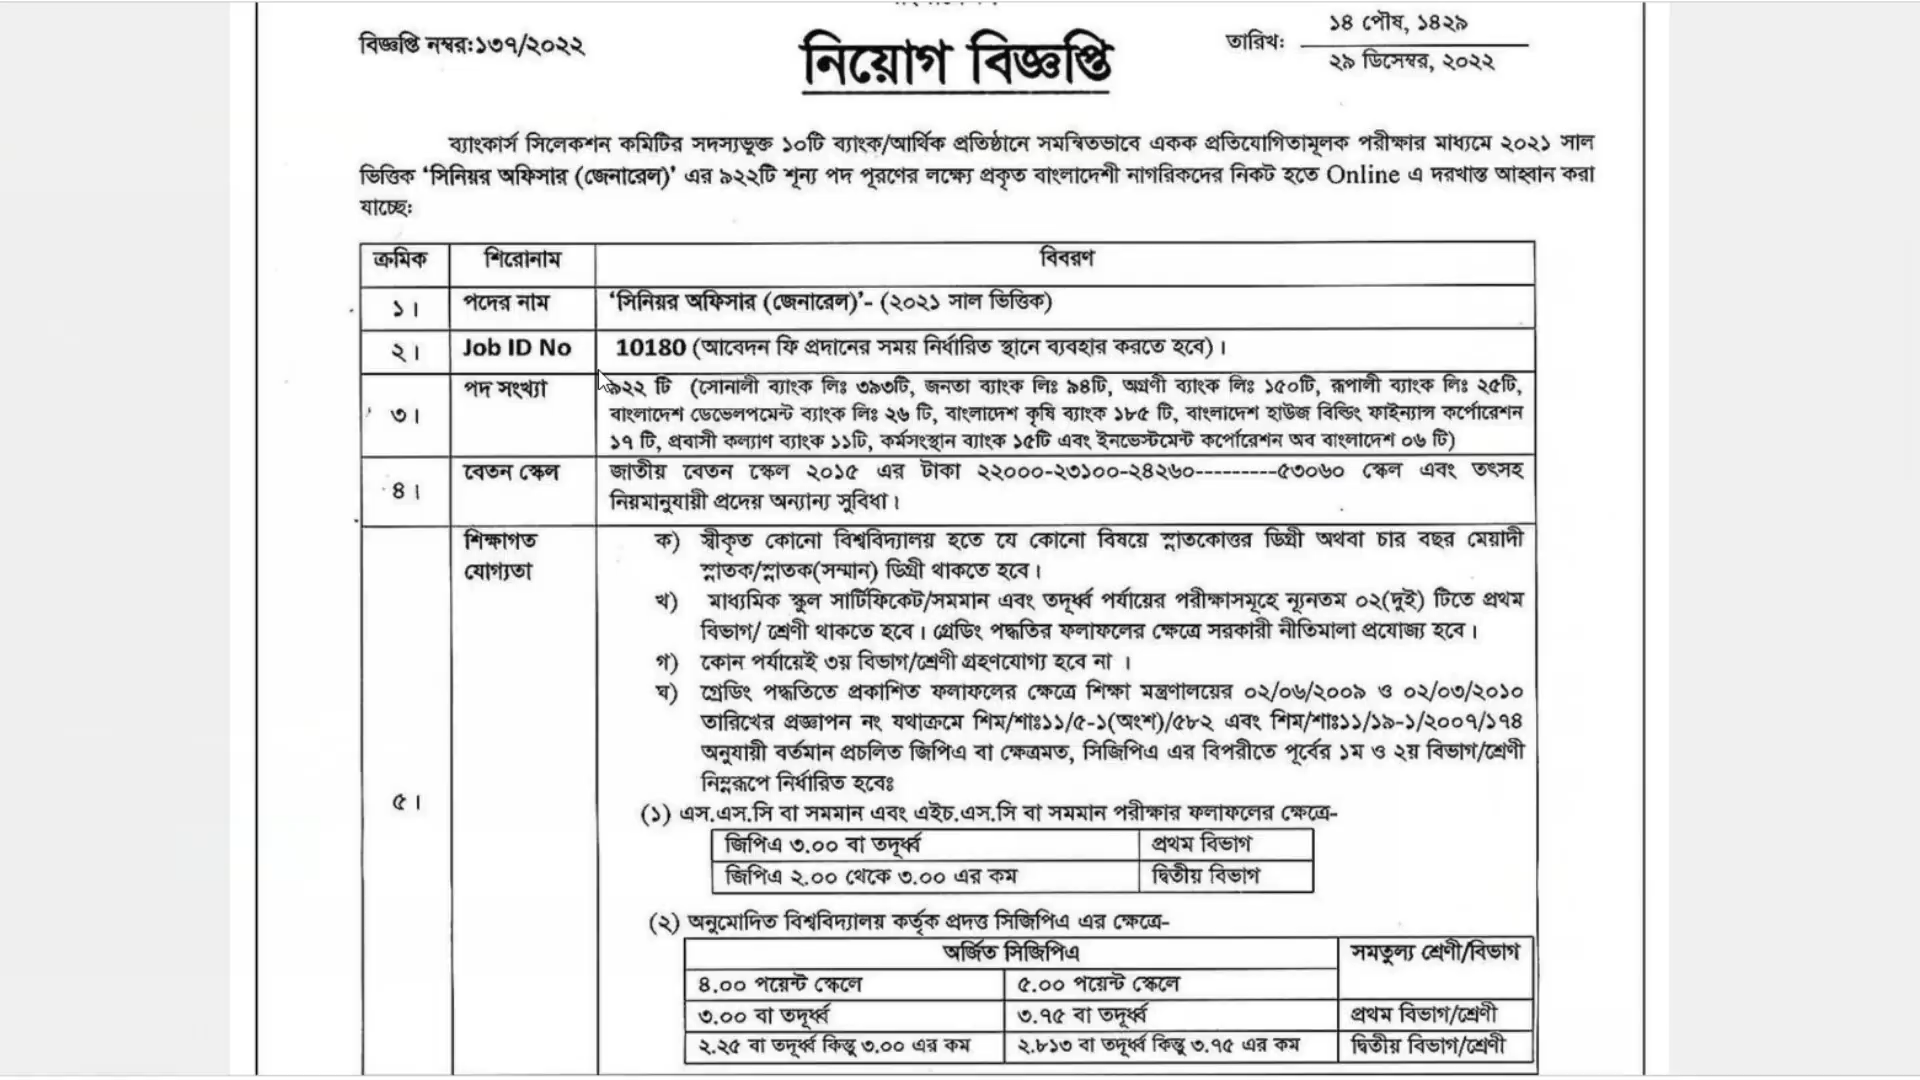 বিজ্ঞপ্তি নম্বর:১৩৭/২০২২
নিয়োগ বিজ্ঞপ্তি
তারিখঃ
১৪ পৌষ, ১৪২৯
২৯ ডিসেম্বর, ২০২২
ব্যাংকার্স সিলেকশন কমিটির সদস্যভুক্ত ১০টি ব্যাংক/আর্থিক প্রতিষ্ঠানে সমন্বিতভাবে একক প্রতিযোগিতামূলক পরীক্ষার মাধ্যমে ২০২১ সাল
ভিত্তিক ‘সিনিয়র অফিসার (জেনারেল)’ এর ৯২২টি শূন্য পদ পূরণের লক্ষ্যে প্রকৃত বাংলাদেশী নাগরিকদের নিকট হতে Online এ দরখাস্ত আহ্বান করা
যাচ্ছেঃ
ক্রমিক শিরোনাম বিবরণ
১। পদের নাম ‘সিনিয়র অফিসার (জেনারেল)’- (২০২১ সাল ভিত্তিক)
২। Job ID No 10180 (আবেদন ফি প্রদানের সময় নির্ধারিত স্থানে ব্যবহার করতে হবে)।
৩। পদ সংখ্যা ৯২২ টি (সোনালী ব্যাংক লিঃ ৩৯৩টি, জনতা ব্যাংক লিঃ ৯৪টি, অগ্রণী ব্যাংক লিঃ ১৫০টি, রূপালী ব্যাংক লিঃ ২৫টি,
বাংলাদেশ ডেভেলপমেন্ট ব্যাংক লিঃ ২৬ টি, বাংলাদেশ কৃষি ব্যাংক ১৮৫ টি, বাংলাদেশ হাউজ বিল্ডিং ফাইন্যান্স কর্পোরেশন
১৭ টি, প্রবাসী কল্যাণ ব্যাংক ১১টি, কর্মসংস্থান ব্যাংক ১৫টি এবং ইনভেস্টমেন্ট কর্পোরেশন অব বাংলাদেশ ০৬ টি)
৪। বেতন স্কেল জাতীয় বেতন স্কেল ২০১৫ এর টাকা ২২০০০-২৩১০০-২৪২৬০---------৫৩০৬০ স্কেল এবং তৎসহ
নিয়মানুযায়ী প্রদেয় অন্যান্য সুবিধা।
৫। শিক্ষাগত যোগ্যতা
ক) স্বীকৃত কোনো বিশ্ববিদ্যালয় হতে যে কোনো বিষয়ে স্নাতকোত্তর ডিগ্রী অথবা চার বছর মেয়াদী
স্নাতক/স্নাতক(সম্মান) ডিগ্রী থাকতে হবে।
খ) মাধ্যমিক স্কুল সার্টিফিকেট/সমমান এবং তদূর্ধ্ব পর্যায়ের পরীক্ষাসমূহে ন্যূনতম ০২(দুই) টিতে প্রথম
বিভাগ/ শ্রেণী থাকতে হবে। গ্রেডিং পদ্ধতির ফলাফলের ক্ষেত্রে সরকারী নীতিমালা প্রযোজ্য হবে।
গ) কোন পর্যায়েই ৩য় বিভাগ/শ্রেণী গ্রহণযোগ্য হবে না ।
ঘ) গ্রেডিং পদ্ধতিতে প্রকাশিত ফলাফলের ক্ষেত্রে শিক্ষা মন্ত্রণালয়ের ০২/০৬/২০০৯ ও ০২/০৩/২০১০
তারিখের প্রজ্ঞাপন নং যথাক্রমে শিম/শাঃ১১/৫-১(অংশ)/৫৮২ এবং শিম/শাঃ১১/১৯-১/২০০৭/১৭৪
অনুযায়ী বর্তমান প্রচলিত জিপিএ বা ক্ষেত্রমত, সিজিপিএ এর বিপরীতে পূর্বের ১ম ও ২য় বিভাগ/শ্রেণী
নিম্নরূপে নির্ধারিত হবেঃ
(১) এস.এস.সি বা সমমান এবং এইচ.এস.সি বা সমমান পরীক্ষার ফলাফলের ক্ষেত্রে-
জিপিএ ৩.০০ বা তদূর্ধ্ব প্রথম বিভাগ
জিপিএ ২.০০ থেকে ৩.০০ এর কম দ্বিতীয় বিভাগ
(২) অনুমোদিত বিশ্ববিদ্যালয় কর্তৃক প্রদত্ত সিজিপিএ এর ক্ষেত্রে-
অর্জিত সিজিপিএ সমতুল্য শ্রেণী/বিভাগ
৪.০০ পয়েন্ট স্কেলে ৫.০০ পয়েন্ট স্কেলে
৩.০০ বা তদূর্ধ্ব ৩.৭৫ বা তদূর্ধ্ব প্রথম বিভাগ/শ্রেণী
২.২৫ বা তদূর্ধ্ব কিন্তু ৩.০০ এর কম ২.৮১৩ বা তদূর্ধ্ব কিন্তু ৩.৭৫ এর কম দ্বিতীয় বিভাগ/শ্রেণী